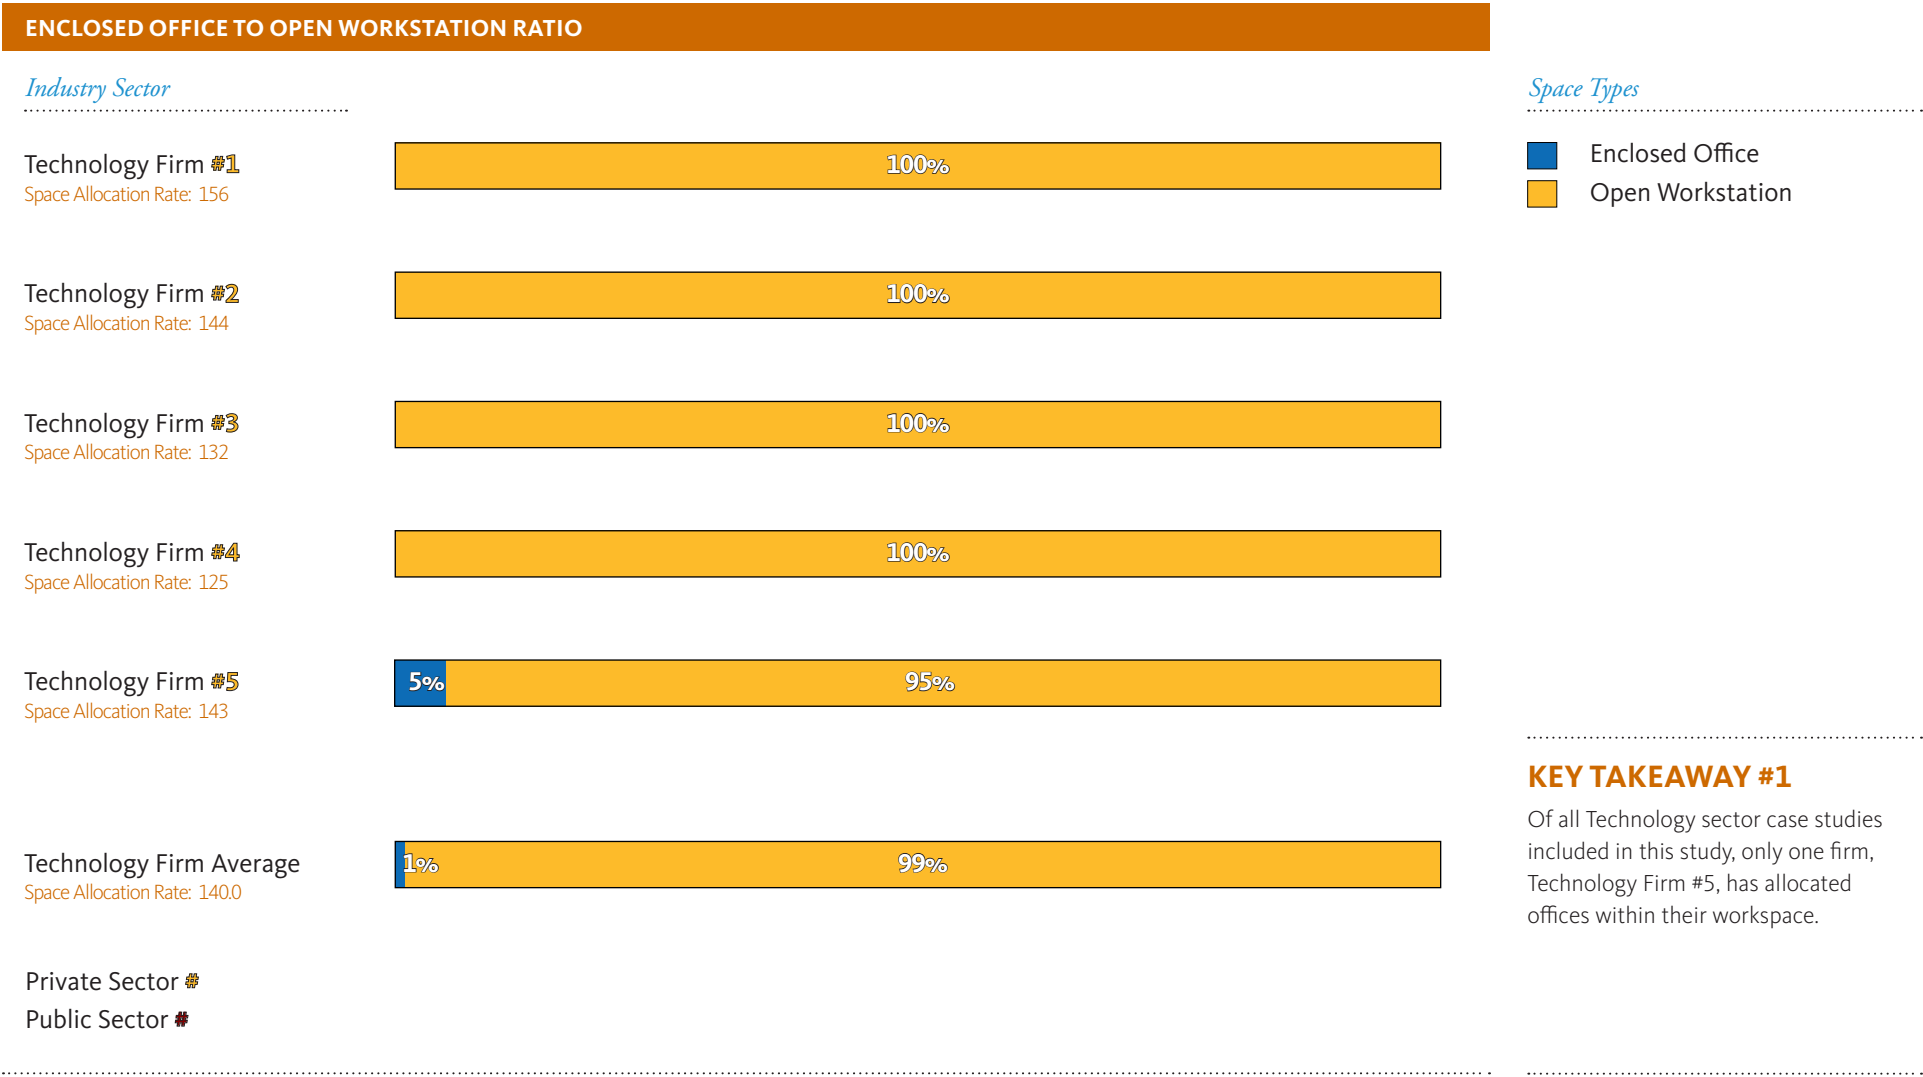 ENCLOSED OFFICE TO OPEN WORKSTATION RATIO
Industry Sector
Technology Firm #1
Space Allocation Rate: 156
100%
Technology Firm #2
Space Allocation Rate: 144
100%
Technology Firm #3
Space Allocation Rate: 132
100%
Technology Firm #4
Space Allocation Rate: 125
100%
Technology Firm #5
Space Allocation Rate: 143
5% 95%
Technology Firm Average
Space Allocation Rate: 140.0
1% 99%
Private Sector #
Public Sector #
Space Types
Enclosed Office
Open Workstation
KEY TAKEAWAY #1
Of all Technology sector case studies
included in this study, only one firm,
Technology Firm #5, has allocated
offices within their workspace.